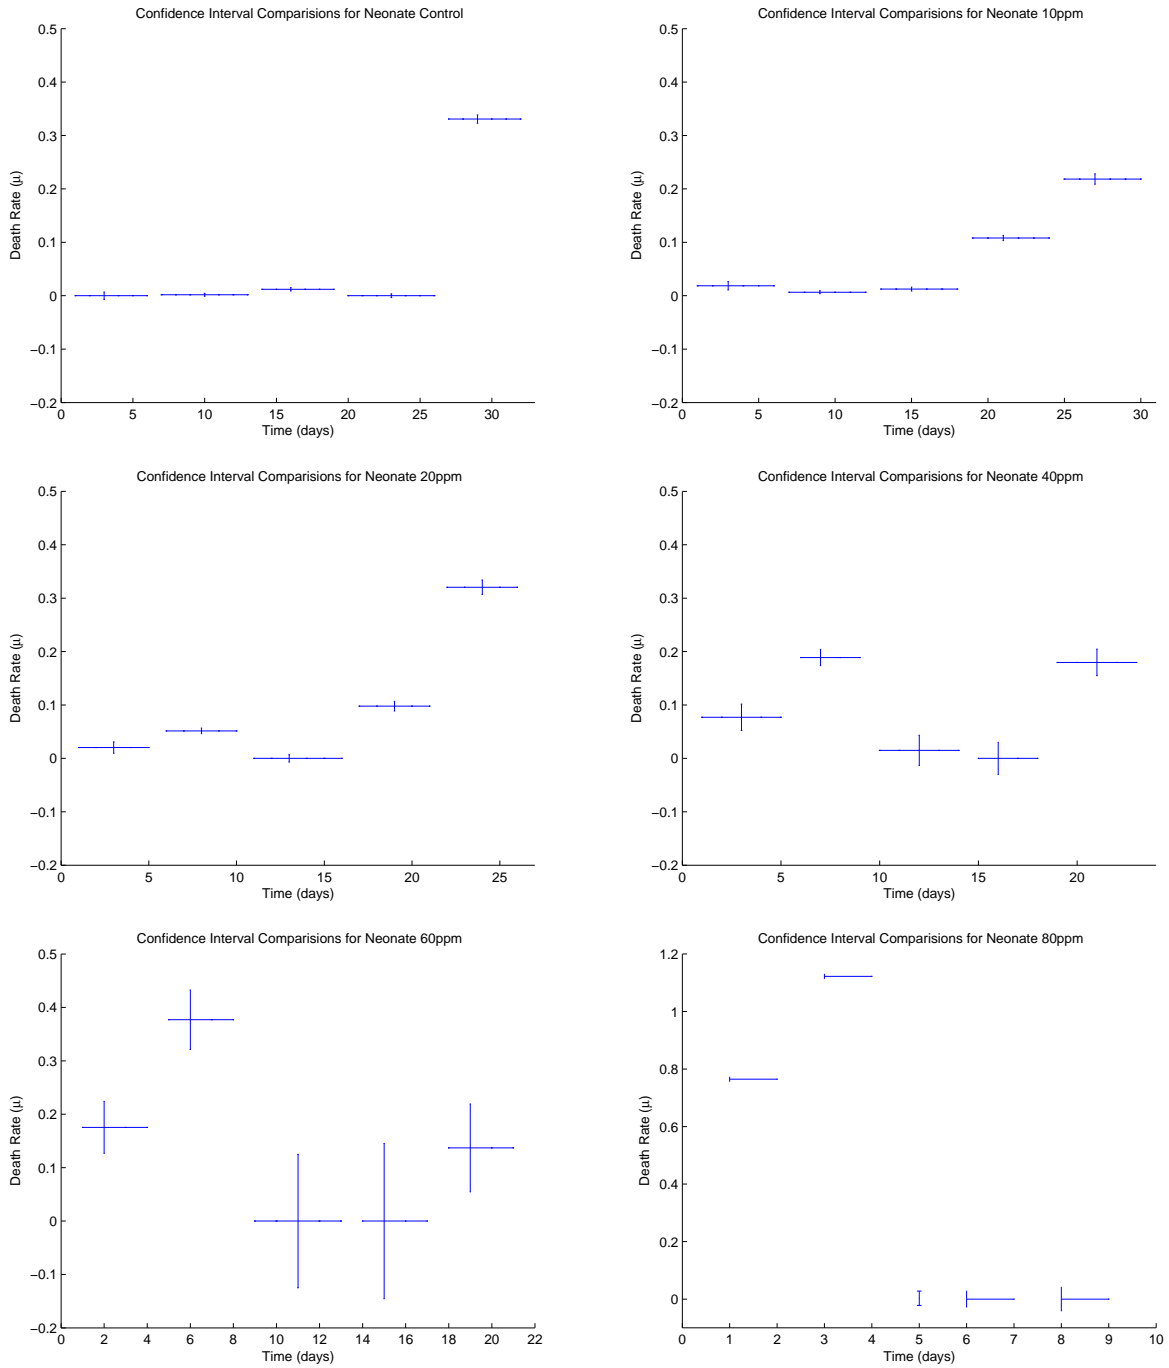 Confidence Interval Comparisions for Neonate Control
0.5
0.4
0.3
0.2
0.1
0
−0.1
−0.2
Death Rate (μ)
0 5 10 15 20 25 30
Time (days)
Confidence Interval Comparisions for Neonate 10ppm
0.5
0.4
0.3
0.2
0.1
0
−0.1
−0.2
Death Rate (μ)
0 5 10 15 20 25 30
Time (days)
Confidence Interval Comparisions for Neonate 20ppm
0.5
0.4
0.3
0.2
0.1
0
−0.1
−0.2
Death Rate (μ)
0 5 10 15 20 25
Time (days)
Confidence Interval Comparisions for Neonate 40ppm
0.5
0.4
0.3
0.2
0.1
0
−0.1
−0.2
Death Rate (μ)
0 5 10 15 20
Time (days)
Confidence Interval Comparisions for Neonate 60ppm
0.5
0.4
0.3
0.2
0.1
0
−0.1
−0.2
Death Rate (μ)
0 2 4 6 8 10 12 14 16 18 20 22
Time (days)
Confidence Interval Comparisions for Neonate 80ppm
1.2
1
0.8
0.6
0.4
0.2
0
Death Rate (μ)
0 1 2 3 4 5 6 7 8 9 10
Time (days)